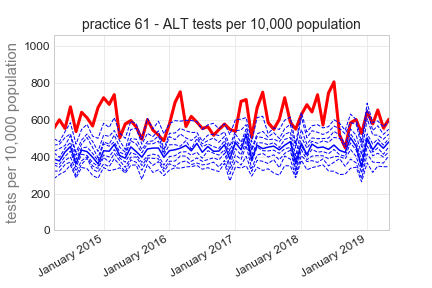 practice 61 - ALT tests per 10,000 population
tests per 10,000 population
1000
800
600
400
200
0
January 2015
January 2016
January 2017
January 2018
January 2019